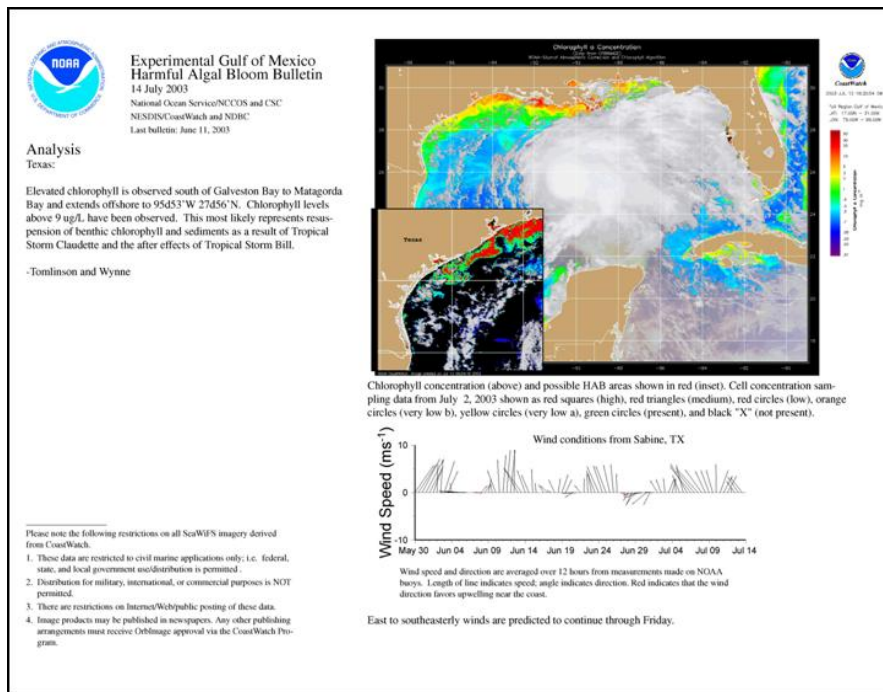 NOAA
Experimental Gulf of Mexico
Harmful Algal Bloom Bulletin
14 July 2003
National Ocean Service/NCCOS and CSC
NESDIS/CoastWatch and NDBC
Last bulletin: June 11, 2003
Analysis
Texas:
Elevated chlorophyll is observed south of Galveston Bay to Matagorda
Bay and extends offshore to 95d53'W 27d56'N. Chlorophyll levels
above 9 ug/L have been observed. This most likely represents resus-
pension of benthic chlorophyll and sediments as a result of Tropical
Storm Claudette and the after effects of Tropical Storm Bill.
-Tomlinson and Wynne
Please note the following restrictions on all SeaWiFS imagery derived
from CoastWatch.
1. These data are restricted to civil marine applications only; i.e. federal,
state, and local government use/distribution is permitted .
2. Distribution for military, international, or commercial purposes is NOT
permitted.
3. There are restrictions on Internet/Web/public posting of these data.
4. Image products may be published in newspapers. Any other publishing
arrangements must receive OrbImage approval via the CoastWatch Pro-
gram.
Chlorophyll a Concentration
CoastWatch
Texas
Chlorophyll concentration (above) and possible HAB areas shown in red (inset). Cell concentration sam-
pling data from July 2, 2003 shown as red squares (high), red triangles (medium), red circles (low), orange
circles (very low b), yellow circles (very low a), green circles (present), and black "X" (not present).
Wind conditions from Sabine, TX
Wind Speed (ms-1)
10
0
-10
May 30 Jun 04 Jun 09 Jun 14 Jun 19 Jun 24 Jun 29 Jul 04 Jul 09 Jul 14
Wind speed and direction are averaged over 12 hours from measurements made on NOAA
buoys. Length of line indicates speed; angle indicates direction. Red indicates that the wind
direction favors upwelling near the coast.
East to southeasterly winds are predicted to continue through Friday.